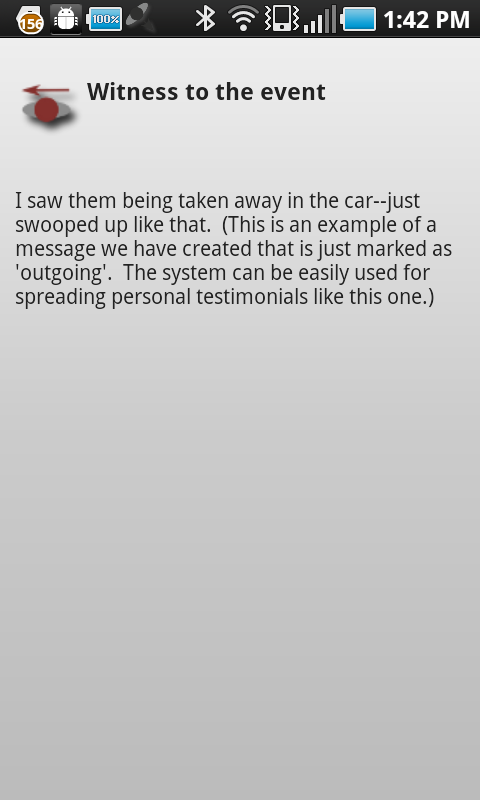 156 100% 1:42 PM
Witness to the event
I saw them being taken away in the car--just
swooped up like that.  (This is an example of a
message we have created that is just marked as
'outgoing'.  The system can be easily used for
spreading personal testimonials like this one.)